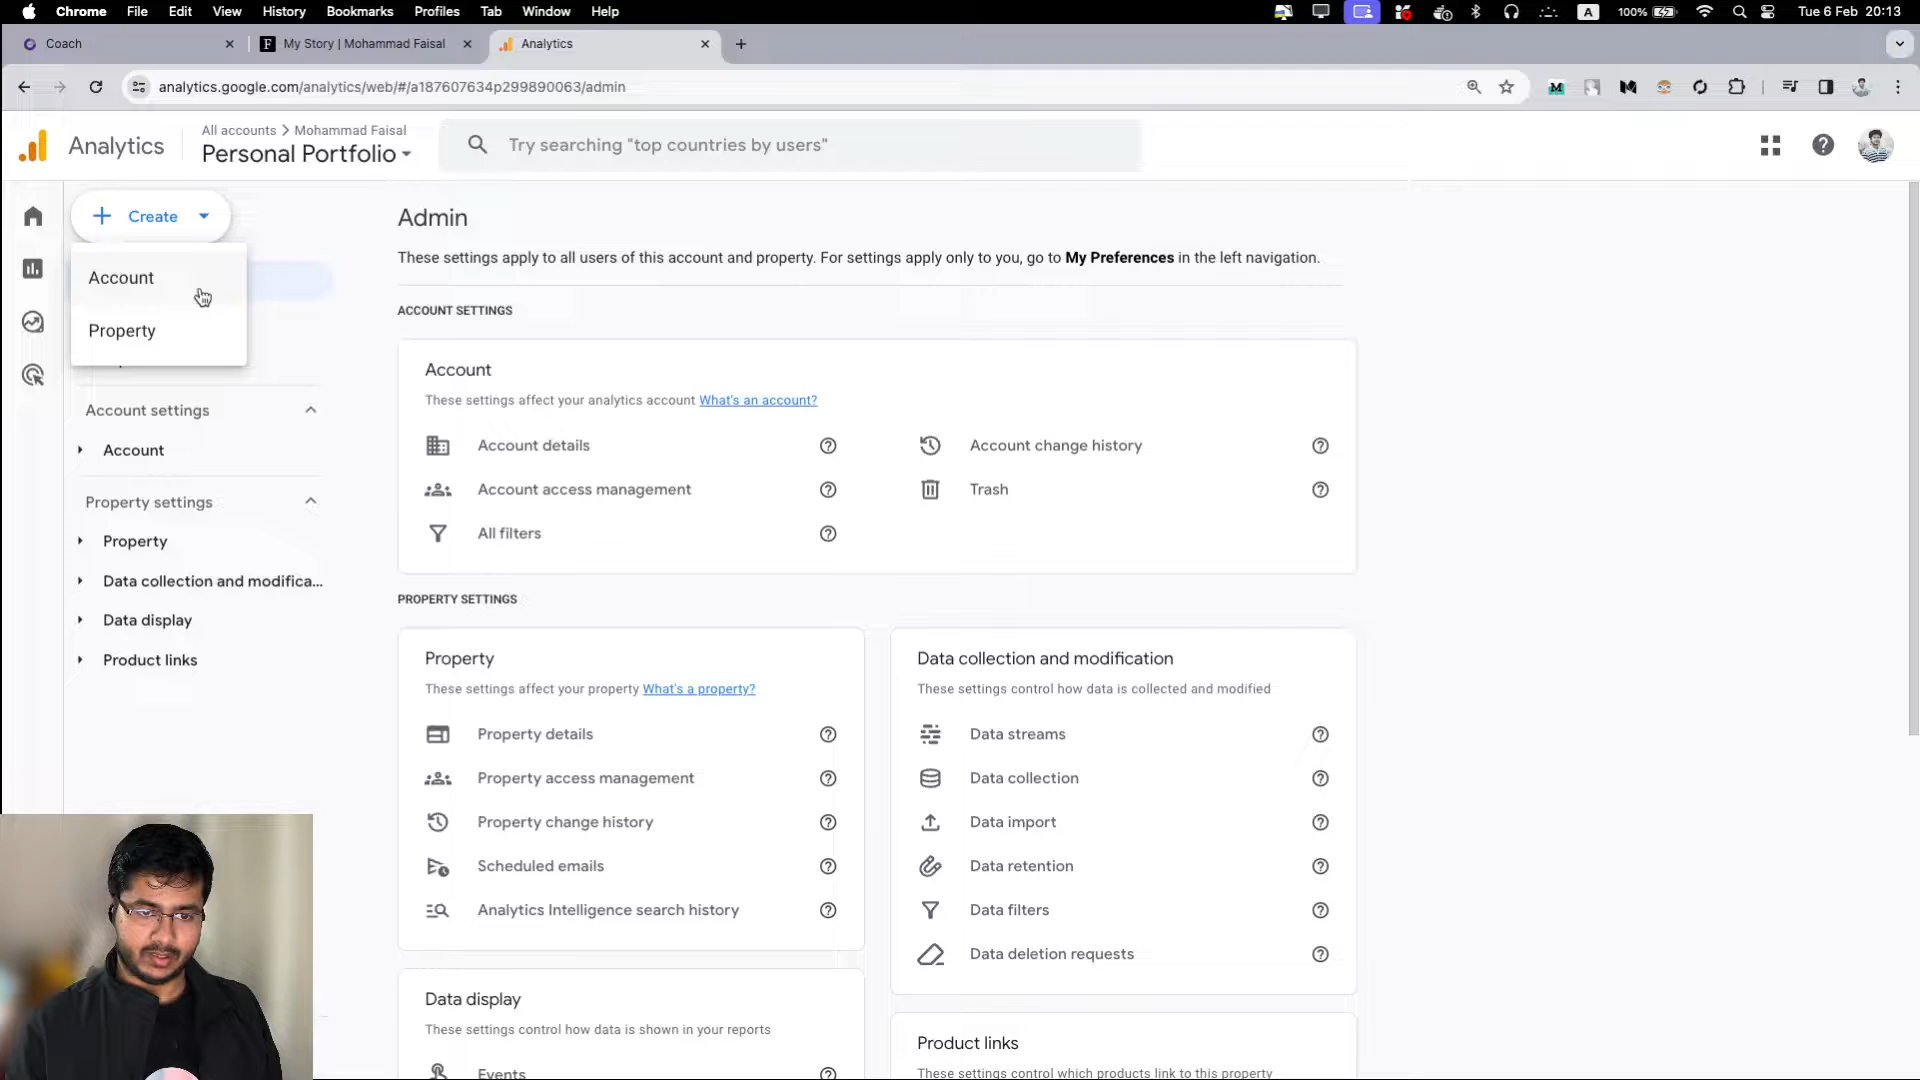 Chrome File Edit View History Bookmarks Profiles Tab Window Help
A 100% Tue 6 Feb 20:13
Coach
My Story | Mohammad Faisal
Analytics
analytics.google.com/analytics/web/#/a187607634p299890063/admin
Analytics
All accounts > Mohammad Faisal
Personal Portfolio
Try searching "top countries by users"
Create
Account
Property
Account settings
Account
Property settings
Property
Data collection and modifica...
Data display
Product links
Admin
These settings apply to all users of this account and property. For settings apply only to you, go to My Preferences in the left navigation.
ACCOUNT SETTINGS
Account
These settings affect your analytics account What's an account?
Account details
Account access management
All filters
Account change history
Trash
PROPERTY SETTINGS
Property
These settings affect your property What's a property?
Property details
Property access management
Property change history
Scheduled emails
Analytics Intelligence search history
Data collection and modification
These settings control how data is collected and modified
Data streams
Data collection
Data import
Data retention
Data filters
Data deletion requests
Data display
These settings control how data is shown in your reports
Events
Product links
These settings control which products link to this property